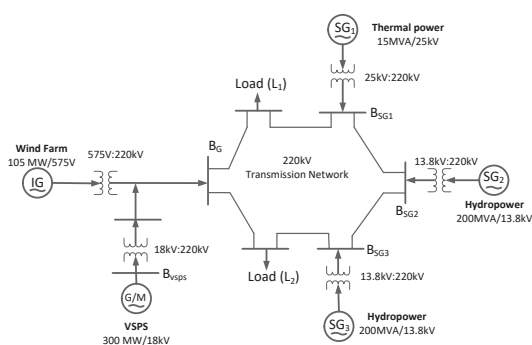 SG1
Thermal power
15MVA/25kV
25kV:220kV
Load (L1)
BSG1
BG
220kV
Transmission Network
Wind Farm
105 MW/575V
575V:220kV
IG
13.8kV:220kV
SG2
Hydropower
200MVA/13.8kV
BSG2
18kV:220kV
Bvsps
Load (L2)
BSG3
13.8kV:220kV
G/M
VSPS
300 MW/18kV
SG3
Hydropower
200MVA/13.8kV